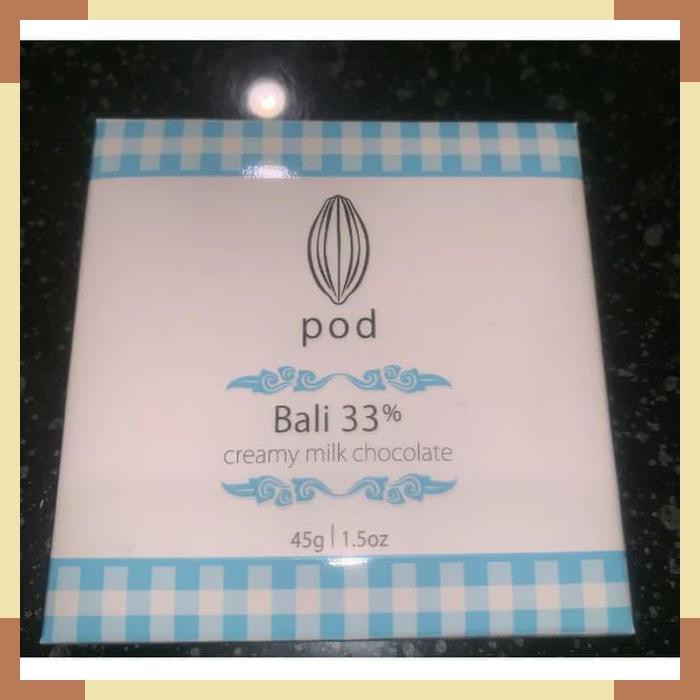 pod
Bali 33%
creamy milk chocolate
45g | 1.5oz